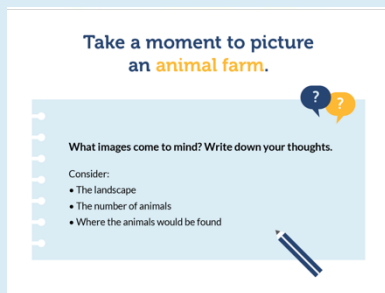 Take a moment to picture
an animal farm.
? ?
What images come to mind? Write down your thoughts.
Consider:
• The landscape
• The number of animals
• Where the animals would be found